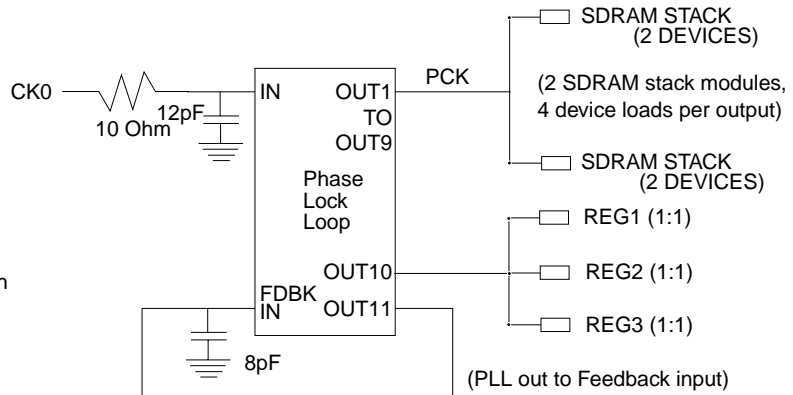 SDRAM STACK
(2 DEVICES)
CK0
10 Ohm
12pF
IN
OUT1
TO
OUT9
PCK
(2 SDRAM stack modules,
4 device loads per output)
Phase
Lock
Loop
SDRAM STACK
(2 DEVICES)
REG1 (1:1)
OUT10
REG2 (1:1)
FDBK
IN
OUT11
REG3 (1:1)
8pF
(PLL out to Feedback input)